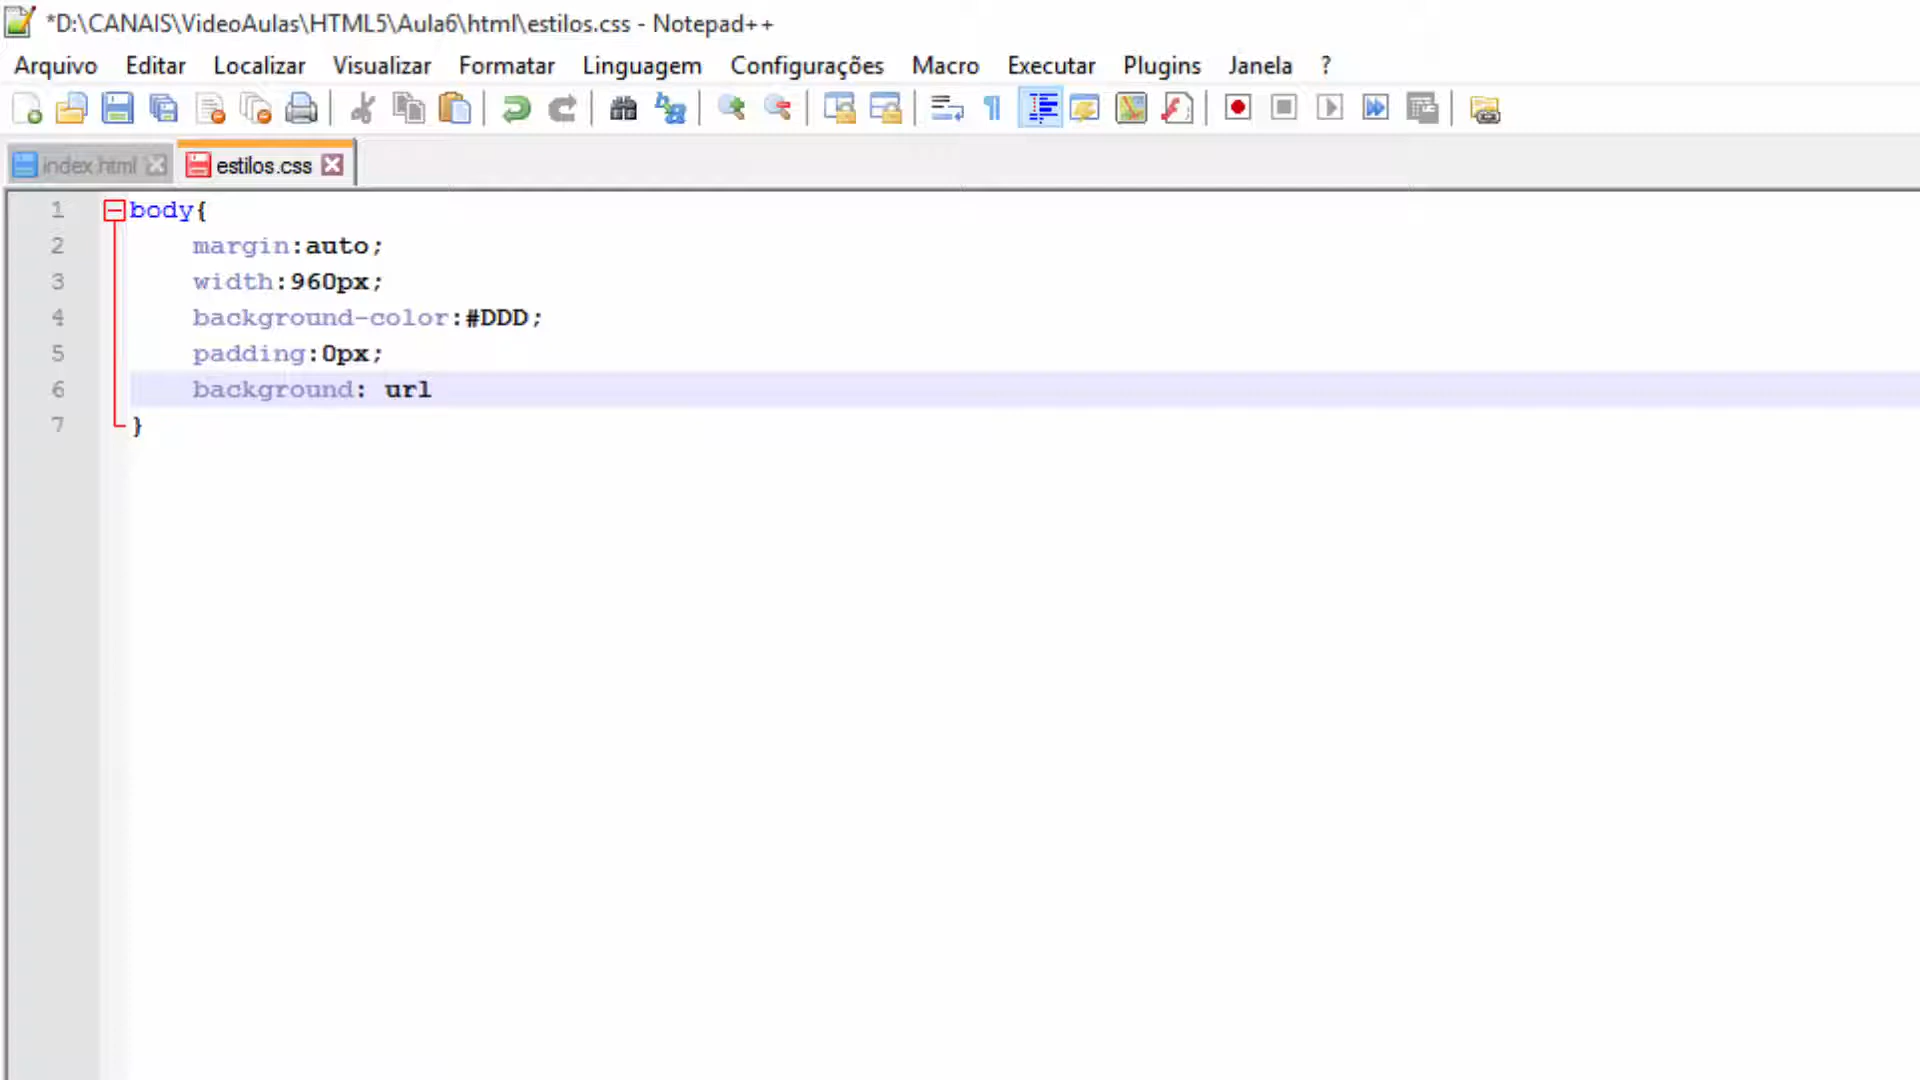 *D:\CANAIS\VideoAulas\HTML5\Aula6\html\estilos.css - Notepad++
Arquivo Editar Localizar Visualizar Formatar Linguagem Configurações Macro Executar Plugins Janela ?
index.html estilos.css
1 body{
2 margin:auto;
3 width:960px;
4 background-color:#DDD;
5 padding:0px;
6 background: url
7 }